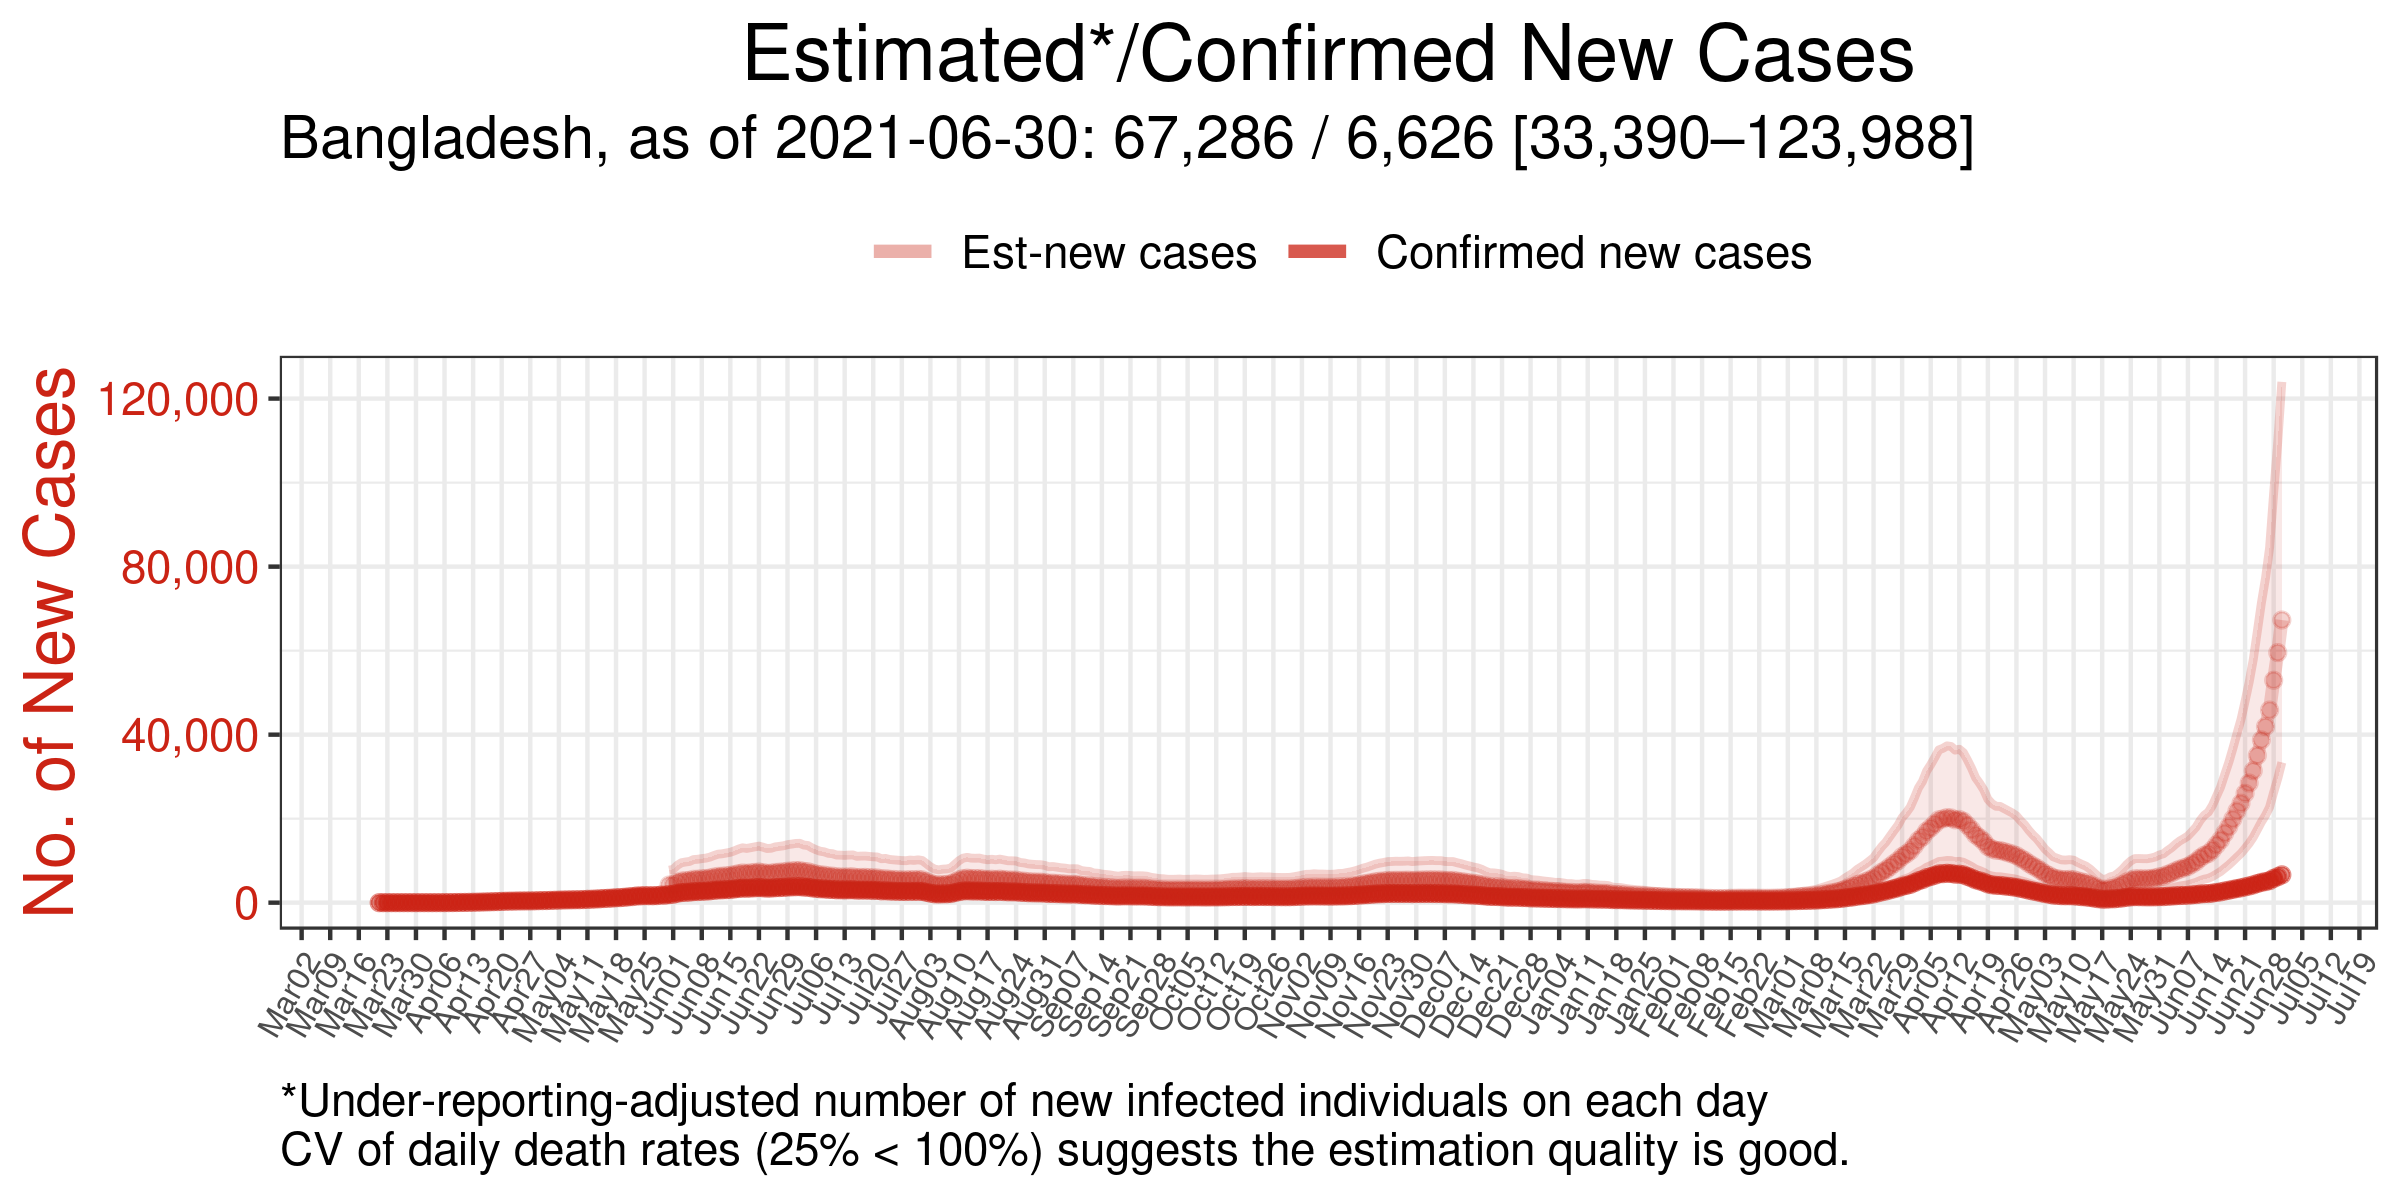 Estimated*/Confirmed New Cases
Bangladesh, as of 2021-06-30: 67,286 / 6,626 [33,390–123,988]
Est-new cases Confirmed new cases
No. of New Cases
120,000
80,000
40,000
0
Mar02 Mar09 Mar16 Mar23 Mar30 Apr06 Apr13 Apr20 Apr27 May04 May11 May18 May25 Jun01 Jun08 Jun15 Jun22 Jun29 Jul06 Jul13 Jul20 Jul27 Aug03 Aug10 Aug17 Aug24 Aug31 Sep07 Sep14 Sep21 Sep28 Oct05 Oct12 Oct19 Oct26 Nov02 Nov09 Nov16 Nov23 Nov30 Dec07 Dec14 Dec21 Dec28 Jan04 Jan11 Jan18 Jan25 Feb01 Feb08 Feb15 Feb22 Mar01 Mar08 Mar15 Mar22 Mar29 Apr05 Apr12 Apr19 Apr26 May03 May10 May17 May24 May31 Jun07 Jun14 Jun21 Jun28 Jul05 Jul12 Jul19
*Under-reporting-adjusted number of new infected individuals on each day
CV of daily death rates (25% < 100%) suggests the estimation quality is good.